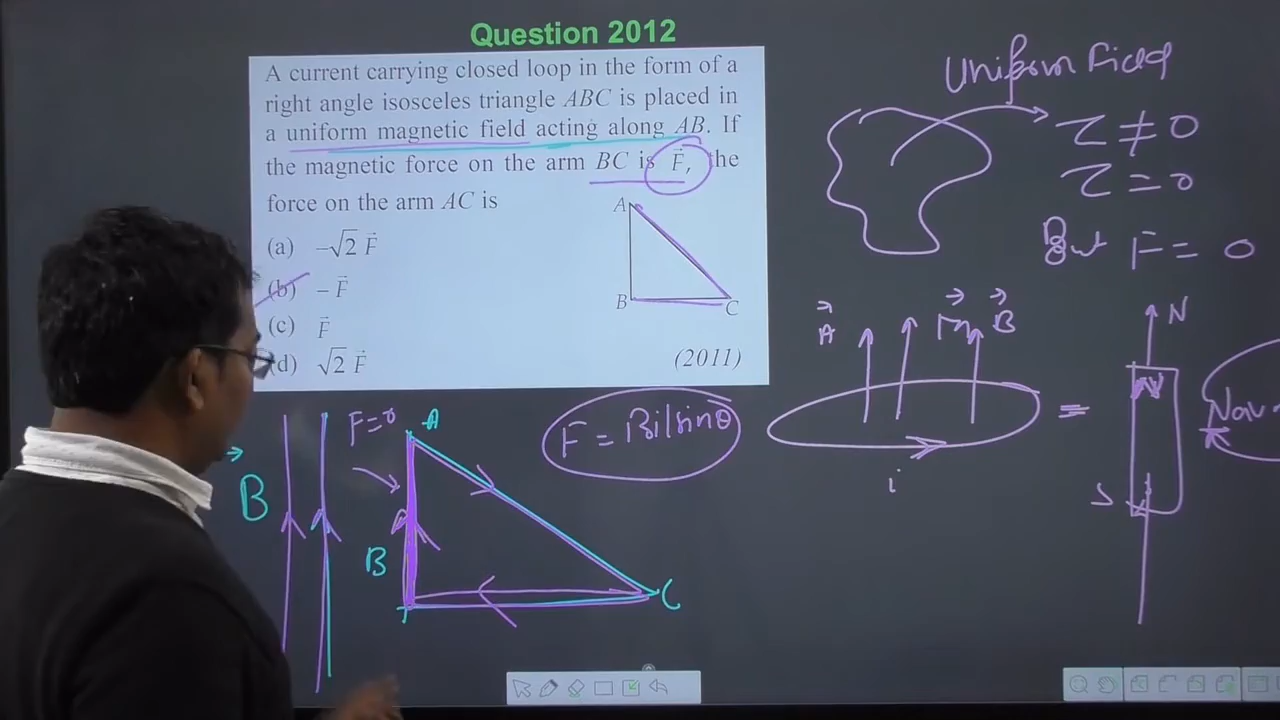 Question 2012
A current carrying closed loop in the form of a
right angle isosceles triangle ABC is placed in
a uniform magnetic field acting along AB. If
the magnetic force on the arm BC is F⃗, the
force on the arm AC is
(a) −√2 F⃗
(b) −F⃗
(c) F⃗
(d) √2 F⃗
(2011)
A
B
C
Uniform Field
τ ≠ 0
τ = 0
But F = 0
A⃗
B⃗
i
=
N
S
F = Bil sinθ
B⃗
F=0
A
B
C